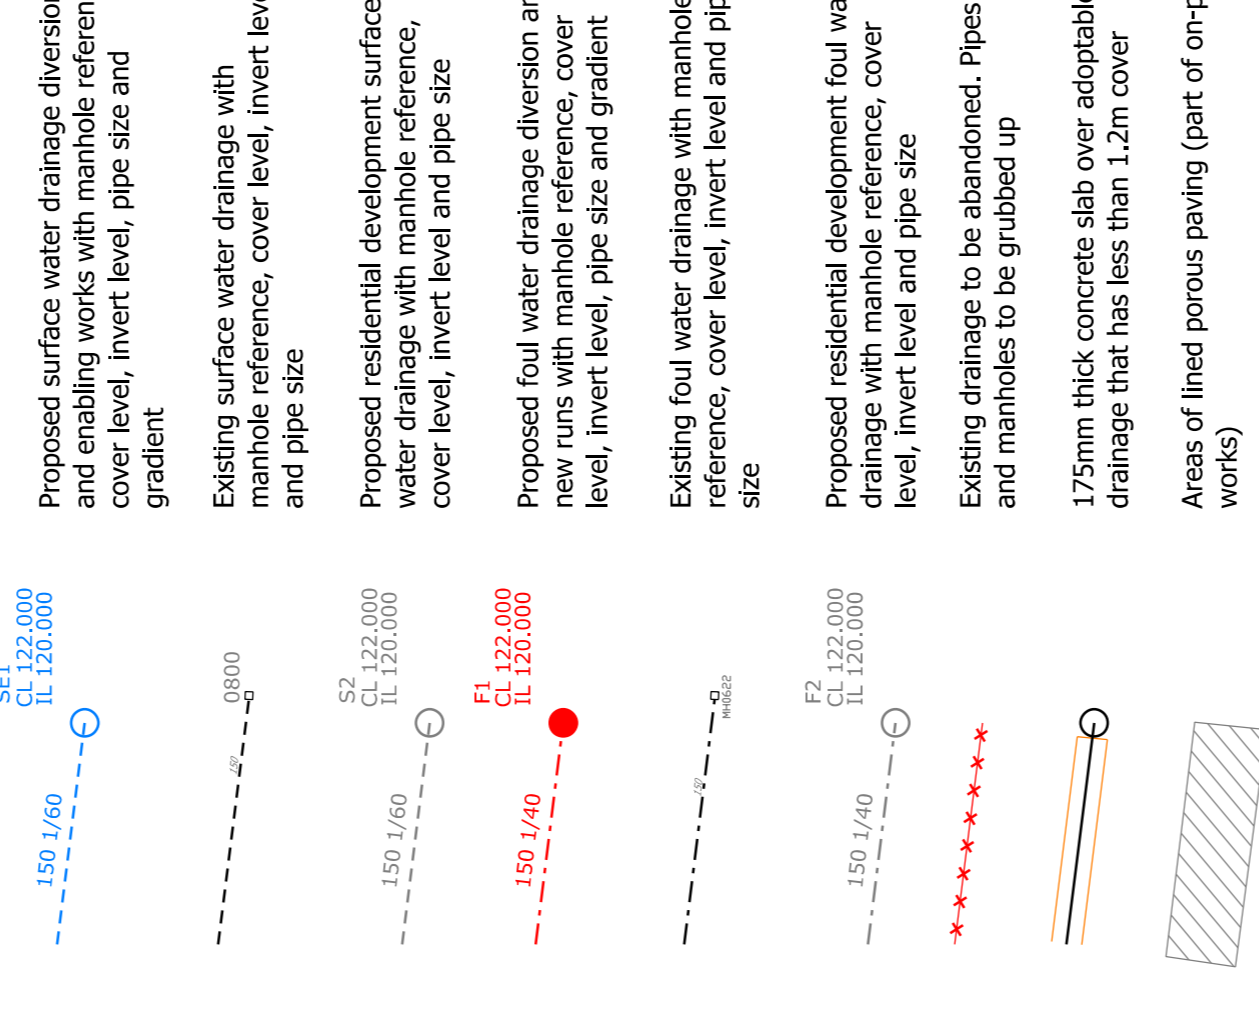 SE1
CL 122.000
IL 120.000
150 1/60
Proposed surface water drainage diversion
and enabling works with manhole
cover level, invert level, pipe size and
gradient
0800
150
Existing surface water drainage with
manhole reference, cover level, invert
and pipe size
S2
CL 122.000
IL 120.000
150 1/60
Proposed residential development surface
water drainage with manhole reference,
cover level, invert level and pipe size
F1
CL 122.000
IL 120.000
150 1/40
Proposed foul water drainage diversion
new runs with manhole reference, cover
level, invert level, pipe size and gradient
MH0622
150
Existing foul water drainage with manhole
reference, cover level, invert level and
size
F2
CL 122.000
IL 120.000
150 1/40
Proposed residential development foul
drainage with manhole reference, cover
level, invert level and pipe size
Existing drainage to be abandoned. Pipes
and manholes to be grubbed up
175mm thick concrete slab over
drainage that has less than 1.2m cover
Areas of lined porous paving (part of
works)